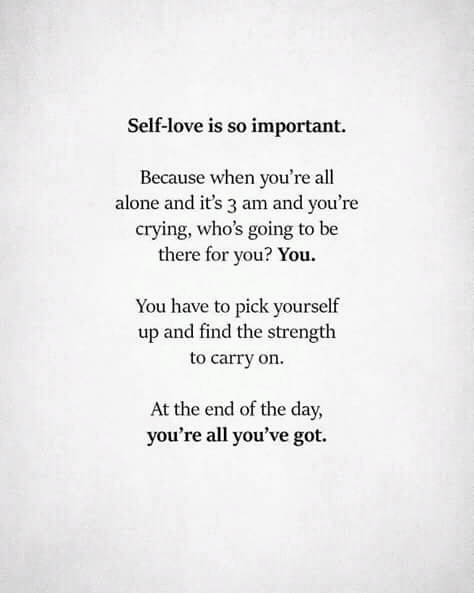 Self-love is so important.
Because when you’re all
alone and it’s 3 am and you’re
crying, who’s going to be
there for you? You.
You have to pick yourself
up and find the strength
to carry on.
At the end of the day,
you’re all you’ve got.